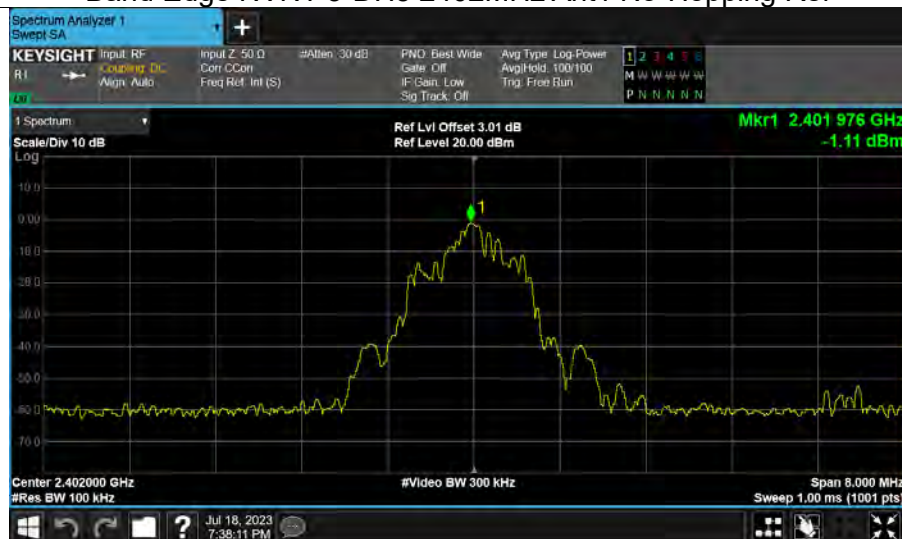 Spectrum Analyzer 1
Swept SA
+
KEYSIGHT Input: RF
RL
Coupling: DC
Align: Auto
Input Z: 50 Ω
Corr CCorr
Freq Ref: Int (S)
#Atten: 30 dB
PNO: Best Wide
Gate: Off
IF Gain: Low
Sig Track: Off
Avg Type: Log-Power
Avg|Hold: 100/100
Trig: Free Run
1 2 3 4 5 6
M W W W W W
P N N N N N
1 Spectrum
Scale/Div 10 dB
Log
Ref Lvl Offset 3.01 dB
Ref Level 20.00 dBm
Mkr1 2.401 976 GHz
-1.11 dBm
10.0
0.00
1
-10.0
-20.0
-30.0
-40.0
-50.0
-60.0
-70.0
Center 2.402000 GHz
#Res BW 100 kHz
#Video BW 300 kHz
Span 8.000 MHz
Sweep 1.00 ms (1001 pts)
?
Jul 18, 2023
7:38:11 PM